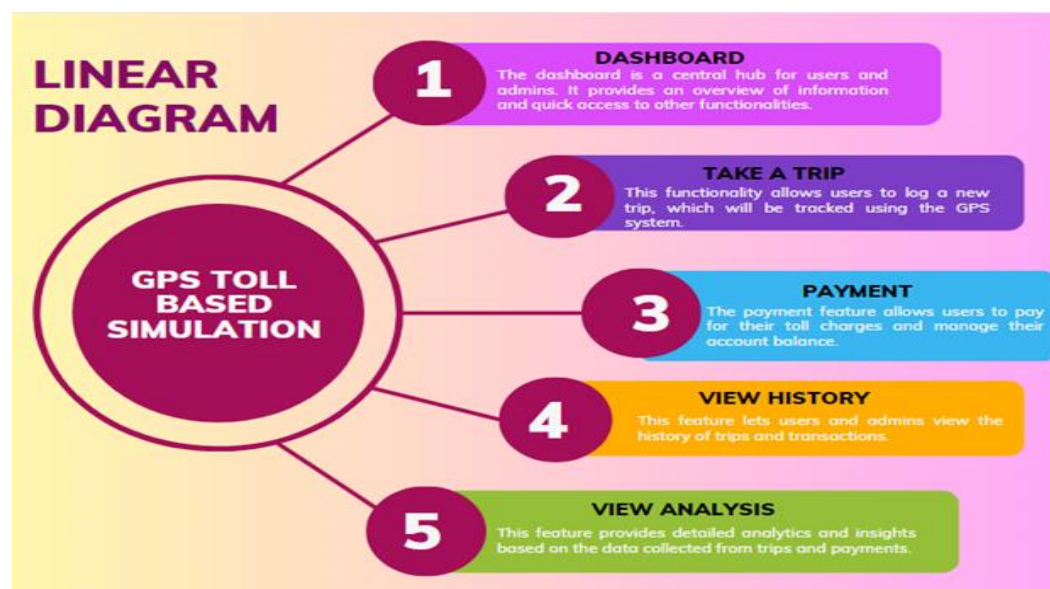 LINEAR
DIAGRAM
GPS TOLL
BASED
SIMULATION
1
DASHBOARD
The dashboard is a central hub for users and
admins. It provides an overview of information
and quick access to other functionalities.
2
TAKE A TRIP
This functionality allows users to log a new
trip, which will be tracked using the GPS
system.
3
PAYMENT
The payment feature allows users to pay
for their toll charges and manage their
account balance.
4
VIEW HISTORY
This feature lets users and admins view the
history of trips and transactions.
5
VIEW ANALYSIS
This feature provides detailed analytics and insights
based on the data collected from trips and payments.